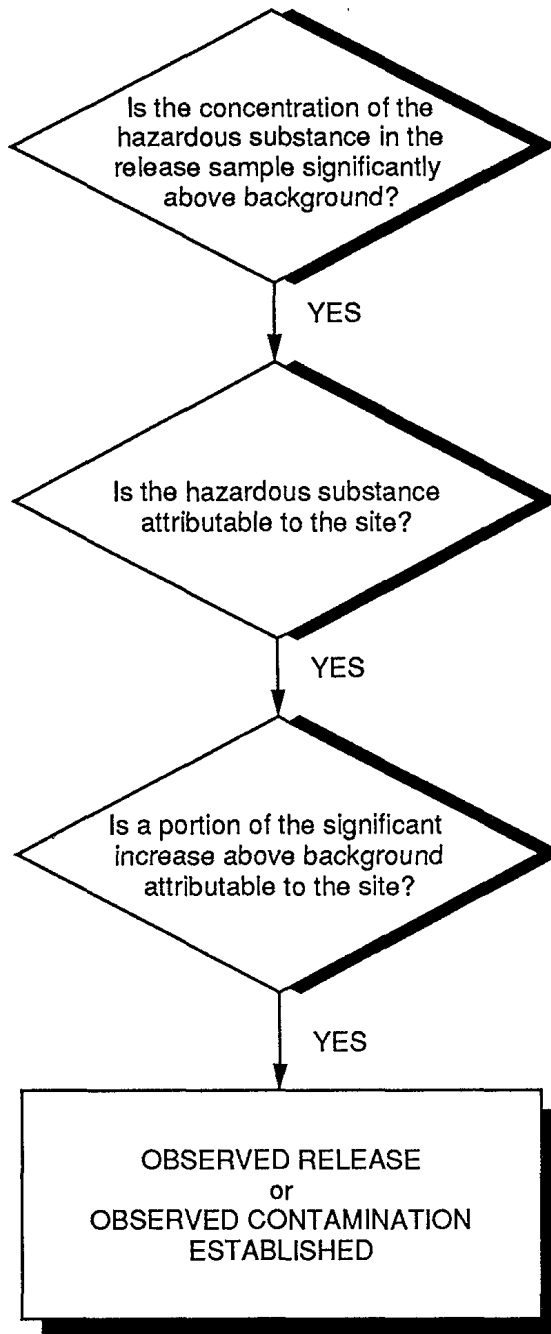 Is the concentration of the
hazardous substance in the
release sample significantly
above background?
YES
Is the hazardous substance
attributable to the site?
YES
Is a portion of the significant
increase above background
attributable to the site?
YES
OBSERVED RELEASE
or
OBSERVED CONTAMINATION
ESTABLISHED